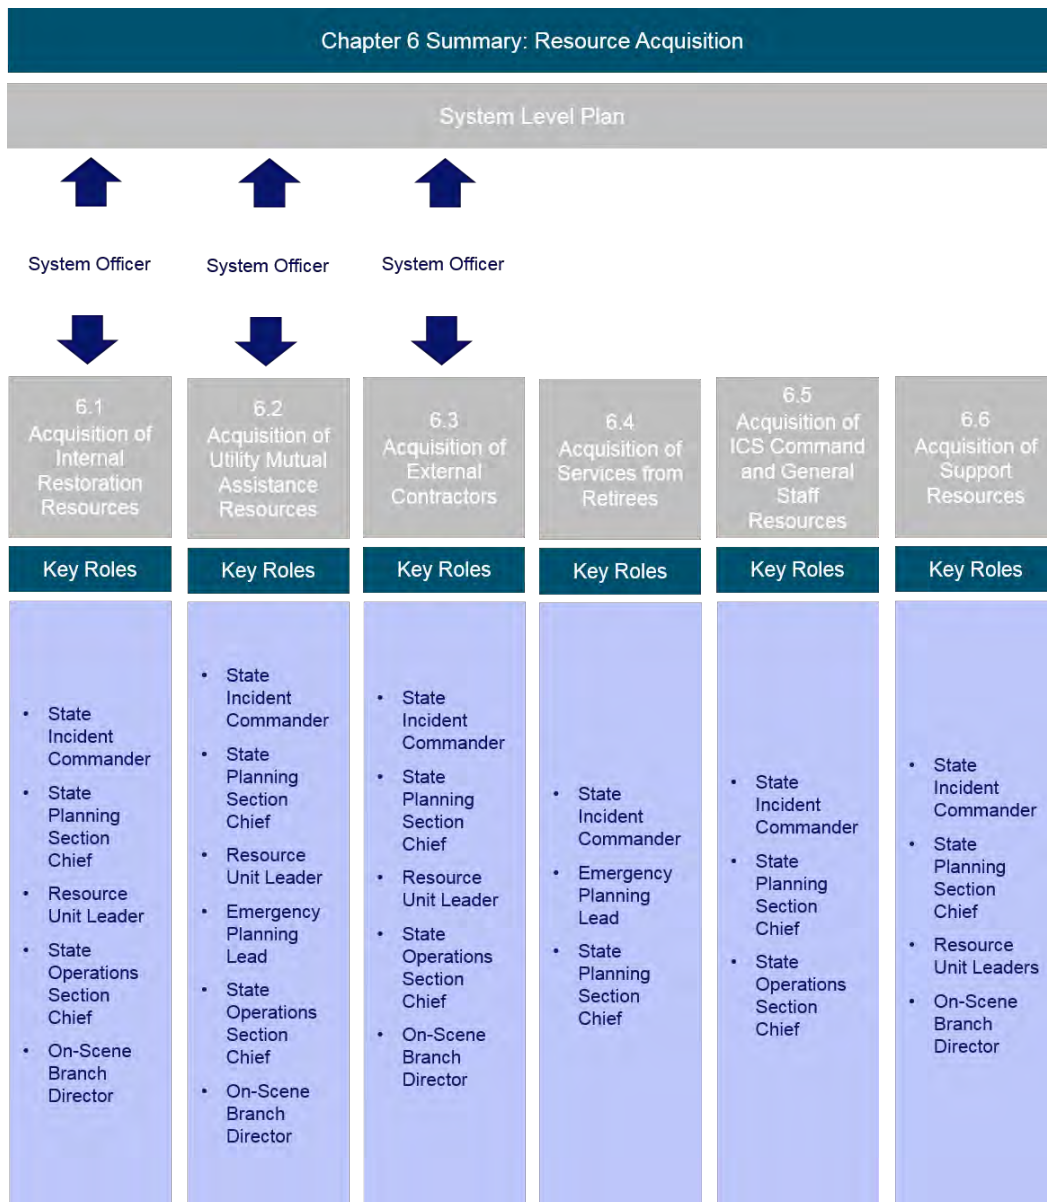 Chapter 6 Summary: Resource Acquisition
System Level Plan
System Officer
System Officer
System Officer
6.1
Acquisition of
Internal
Restoration
Resources
6.2
Acquisition of
Utility Mutual
Assistance
Resources
6.3
Acquisition of
External
Contractors
6.4
Acquisition of
Services from
Retirees
6.5
Acquisition of
ICS Command
and General
Staff
Resources
6.6
Acquisition of
Support
Resources
Key Roles
Key Roles
Key Roles
Key Roles
Key Roles
Key Roles
• State
Incident
Commander
• State
Planning
Section
Chief
• Resource
Unit Leader
• State
Operations
Section
Chief
• On-Scene
Branch
Director
• State
Incident
Commander
• State
Planning
Section
Chief
• Resource
Unit Leader
• Emergency
Planning
Lead
• State
Operations
Section
Chief
• On-Scene
Branch
Director
• State
Incident
Commander
• State
Planning
Section
Chief
• Resource
Unit Leader
• State
Operations
Section
Chief
• On-Scene
Branch
Director
• State
Incident
Commander
• Emergency
Planning
Lead
• State
Planning
Section
Chief
• State
Incident
Commander
• State
Planning
Section
Chief
• State
Operations
Section
Chief
• State
Incident
Commander
• State
Planning
Section
Chief
• Resource
Unit Leaders
• On-Scene
Branch
Director